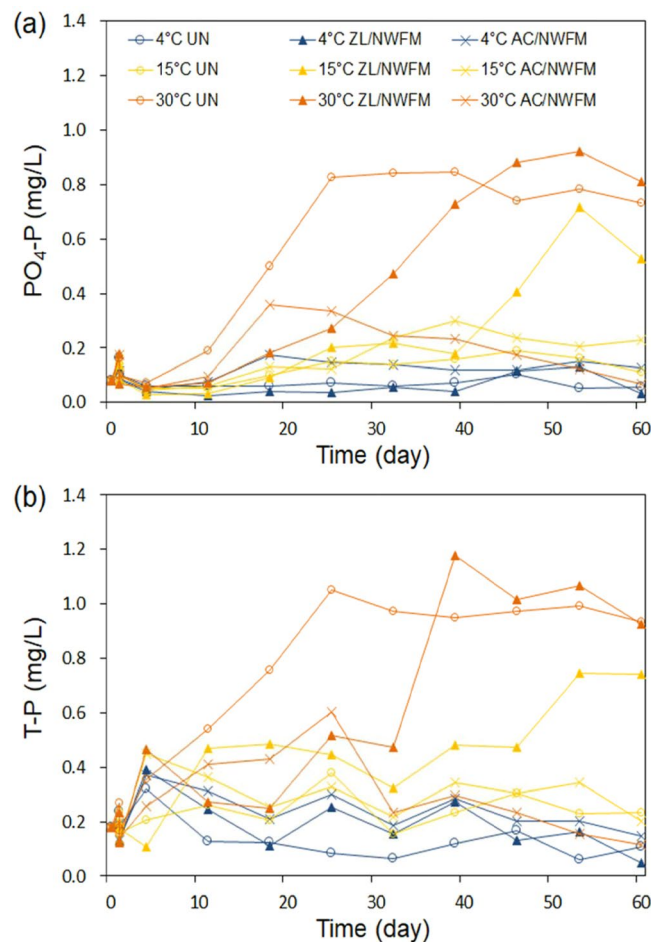 (a)
1.4
1.2
1.0
0.8
0.6
0.4
0.2
0.0
PO₄-P (mg/L)
4°C UN 4°C ZL/NWFM 4°C AC/NWFM
15°C UN 15°C ZL/NWFM 15°C AC/NWFM
30°C UN 30°C ZL/NWFM 30°C AC/NWFM
0 10 20 30 40 50 60
Time (day)
(b)
1.4
1.2
1.0
0.8
0.6
0.4
0.2
0.0
T-P (mg/L)
0 10 20 30 40 50 60
Time (day)